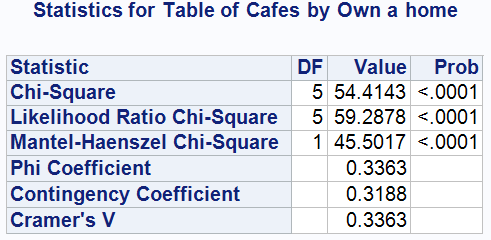 Statistics for Table of Cafes by Own a home
Statistic DF Value Prob
Chi-Square 5 54.4143 <.0001
Likelihood Ratio Chi-Square 5 59.2878 <.0001
Mantel-Haenszel Chi-Square 1 45.5017 <.0001
Phi Coefficient 0.3363
Contingency Coefficient 0.3188
Cramer's V 0.3363